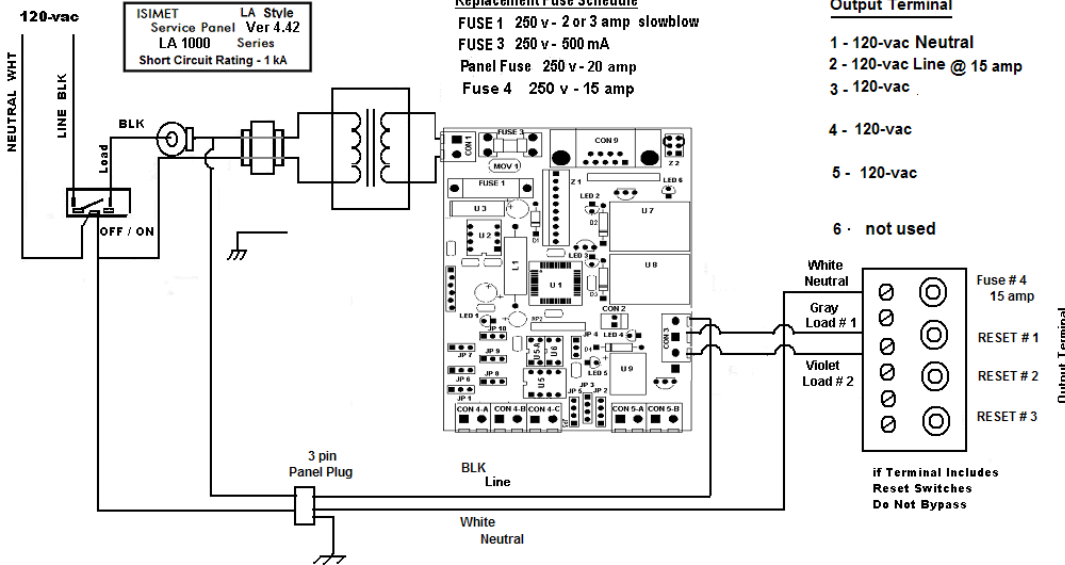 120-vac
ISIMET LA Style
Service Panel Ver 4.42
LA 1000 Series
Short Circuit Rating - 1 kA
Replacement Fuse Schedule
FUSE 1 250 v - 2 or 3 amp slowblow
FUSE 3 250 v - 500 mA
Panel Fuse 250 v - 20 amp
Fuse 4 250 v - 15 amp
Output Terminal
1 - 120-vac Neutral
2 - 120-vac Line @ 15 amp
3 - 120-vac
4 - 120-vac
5 - 120-vac
6 · not used
NEUTRAL WHT
LINE BLK
BLK
Load
OFF / ON
CON 1
FUSE 3
MOV 1
CON 9
Z 2
FUSE 1
Z 1
LED 6
LED 2
U 3
U 7
D1
D2
U 2
LED 3
L1
U 8
U 1
D3
LED 1
RP2
CON 2
JP 10
JP 4
LED 4
CON 3
JP 7
JP 9
U5-A
U6
D4
LED 5
U 9
JP 6
JP 8
U5
JP 1
JP 5
JP 3
JP 2
CON 4-A
CON 4-B
CON 4-C
CON 5-A
CON 5-B
White
Neutral
Gray
Load # 1
Violet
Load # 2
Fuse # 4
15 amp
RESET # 1
RESET # 2
RESET # 3
Output Terminal
if Terminal Includes
Reset Switches
Do Not Bypass
3 pin
Panel Plug
BLK
Line
White
Neutral